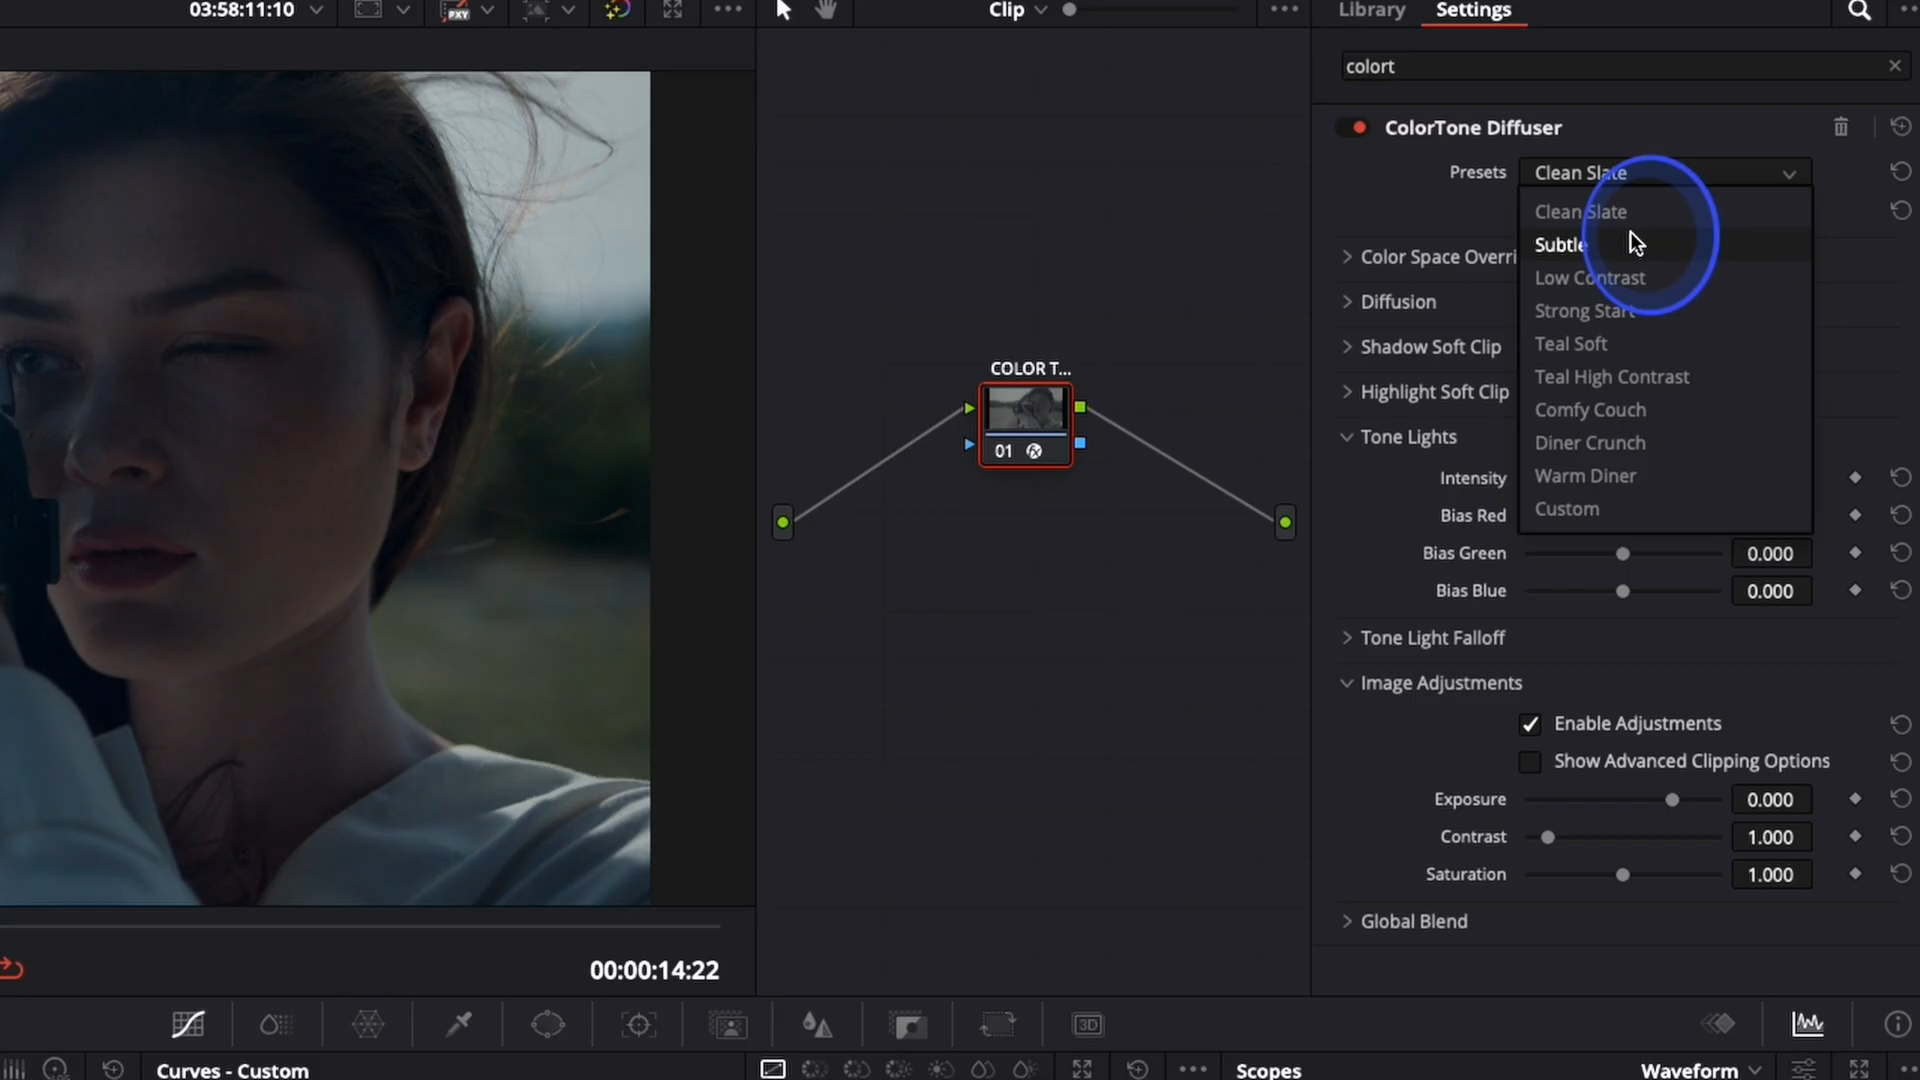 03:58:11:10
PXY
Clip
Library
Settings
colort
ColorTone Diffuser
Presets
Clean Slate
Clean Slate
Subtle
Low Contrast
Strong Start
Teal Soft
Teal High Contrast
Comfy Couch
Diner Crunch
Warm Diner
Custom
Color Space Overri
Diffusion
Shadow Soft Clip
Highlight Soft Clip
Tone Lights
Intensity
Bias Red
Bias Green
0.000
Bias Blue
0.000
Tone Light Falloff
Image Adjustments
Enable Adjustments
Show Advanced Clipping Options
Exposure
0.000
Contrast
1.000
Saturation
1.000
Global Blend
COLOR T...
01
00:00:14:22
3D
Curves - Custom
Scopes
Waveform